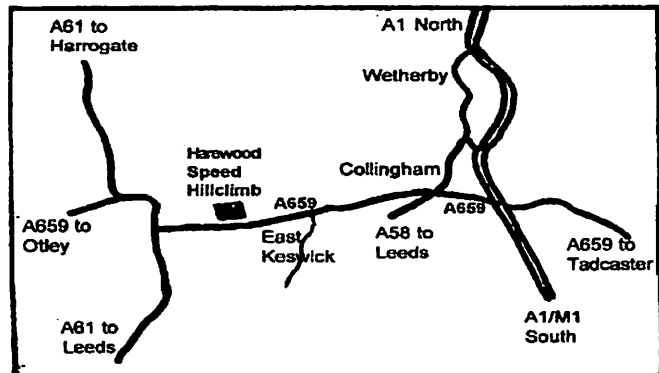 A61 to
Harrogate
A1 North
Wetherby
Harewood
Speed
Hillclimb
Collingham
A659
A659
A659 to
Otley
East
Keswick
A58 to
Leeds
A659 to
Tadcaster
A61 to
Leeds
A1/M1
South